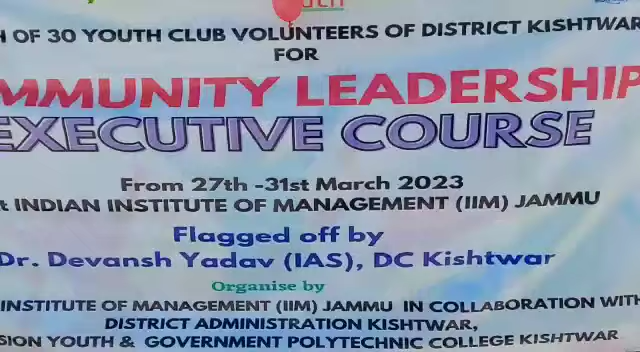 OF 30 YOUTH CLUB VOLUNTEERS OF DISTRICT KISHTWAR
FOR
MMUNITY LEADERSHIP
EXECUTIVE COURSE
From 27th -31st March 2023
INDIAN INSTITUTE OF MANAGEMENT (IIM) JAMMU
Flagged off by
Dr. Devansh Yadav (IAS), DC Kishtwar
Organise by
INSTITUTE OF MANAGEMENT (IIM) JAMMU IN COLLABORATION WITH
DISTRICT ADMINISTRATION KISHTWAR,
SION YOUTH & GOVERNMENT POLYTECHNIC COLLEGE KISHTWAR